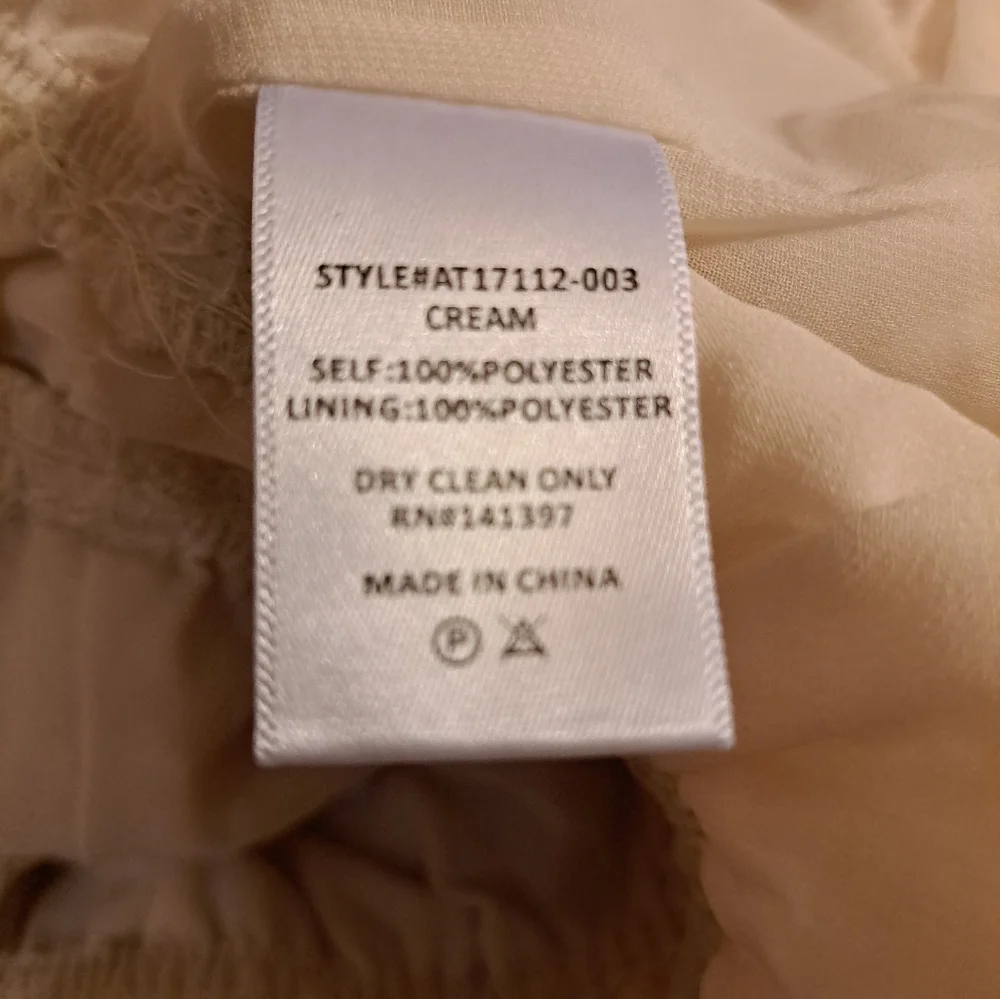 STYLE#AT17112-003
CREAM
SELF:100%POLYESTER
LINING:100%POLYESTER
DRY CLEAN ONLY
RN#141397
MADE IN CHINA
P